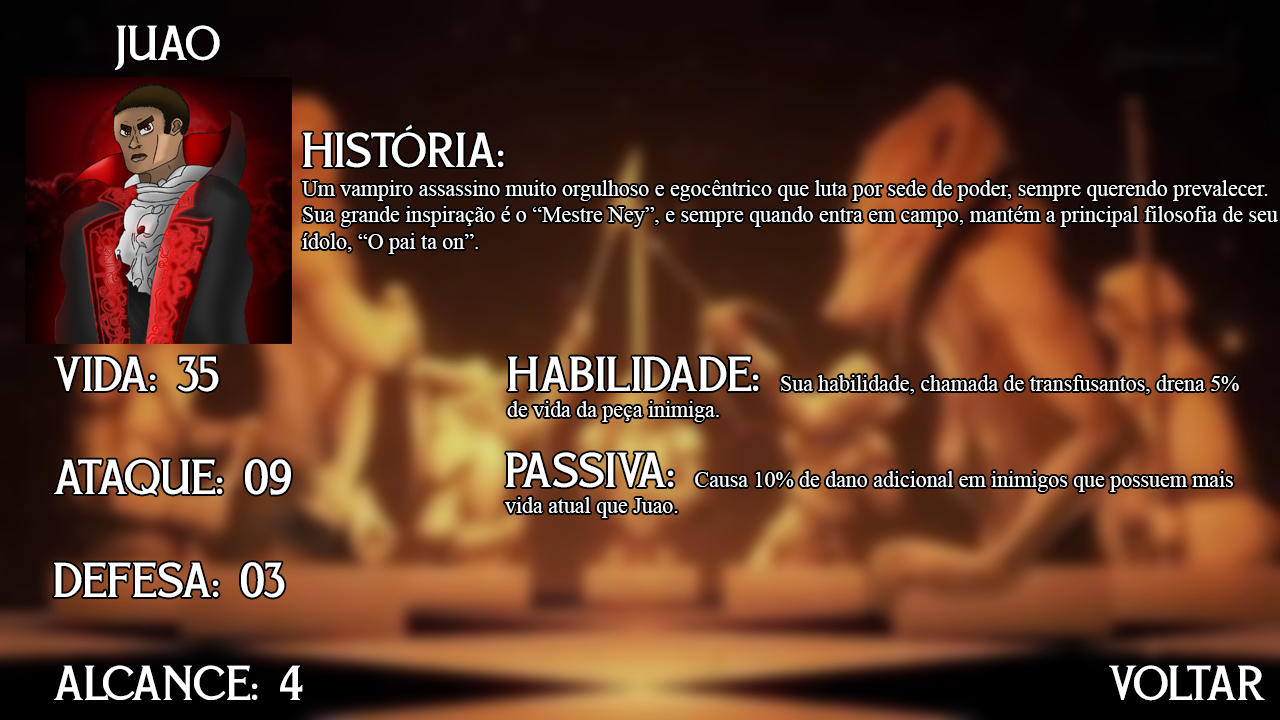 JUAO
HISTÓRIA:
Um vampiro assassino muito orgulhoso e egocêntrico que luta por sede de poder, sempre querendo prevalecer.
Sua grande inspiração é o “Mestre Ney”, e sempre quando entra em campo, mantém a principal filosofia de seu
ídolo, “O pai ta on”.
VIDA: 35
HABILIDADE: Sua habilidade, chamada de transfusantos, drena 5%
de vida da peça inimiga.
ATAQUE: 09
PASSIVA: Causa 10% de dano adicional em inimigos que possuem mais
vida atual que Juao.
DEFESA: 03
ALCANCE: 4
VOLTAR